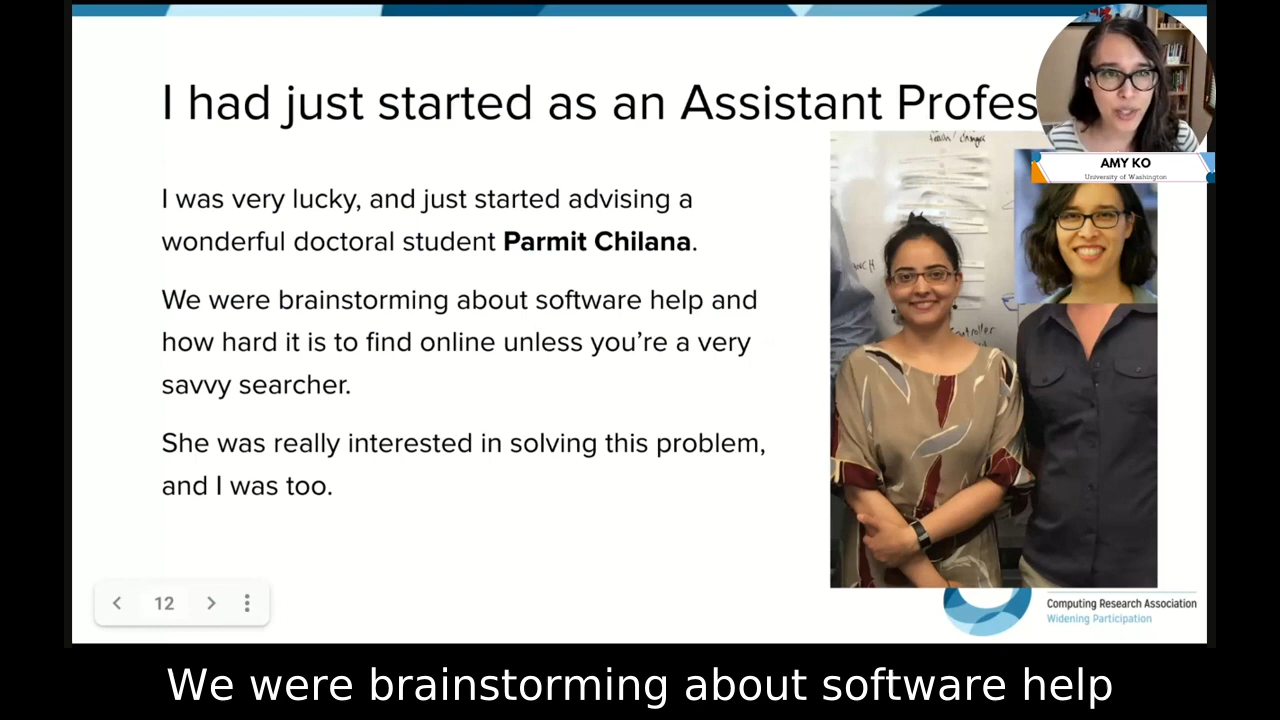 I had just started as an Assistant Profes
AMY KO
University of Washington
I was very lucky, and just started advising a
wonderful doctoral student Parmit Chilana.
We were brainstorming about software help and
how hard it is to find online unless you’re a very
savvy searcher.
She was really interested in solving this problem,
and I was too.
12
Computing Research Association
Widening Participation
We were brainstorming about software help